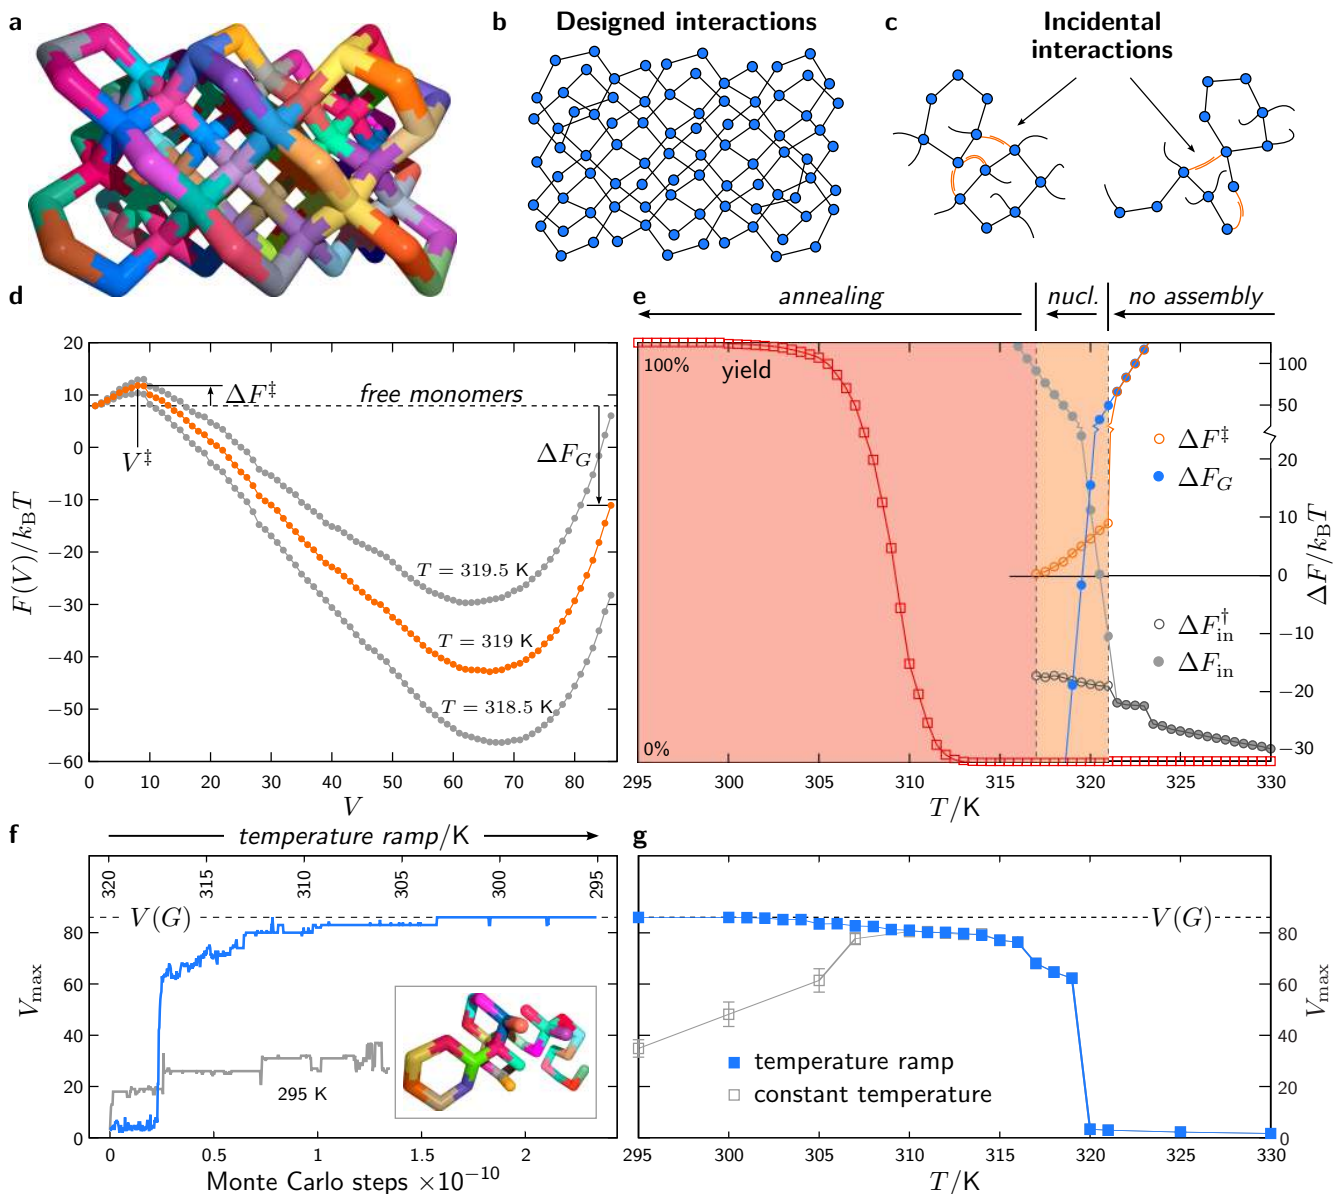 a
b Designed interactions
c Incidental
interactions
d
20
10
0
−10
−20
−30
−40
−50
−60
F(V)/k_BT
0 10 20 30 40 50 60 70 80
V
ΔF‡
V‡
free monomers
ΔF_G
T = 319.5 K
T = 319 K
T = 318.5 K
e
annealing nucl. no assembly
100%
yield
0%
ΔF‡
ΔF_G
ΔF†_in
ΔF_in
100
50
20
10
0
−10
−20
−30
ΔF/k_BT
295 300 305 310 315 320 325 330
T/K
f
temperature ramp/K
320 315 310 305 300 295
V(G)
80
60
40
20
0
V_max
295 K
0 0.5 1 1.5 2
Monte Carlo steps ×10⁻¹⁰
g
V(G)
temperature ramp
constant temperature
80
60
40
20
0
V_max
295 300 305 310 315 320 325 330
T/K